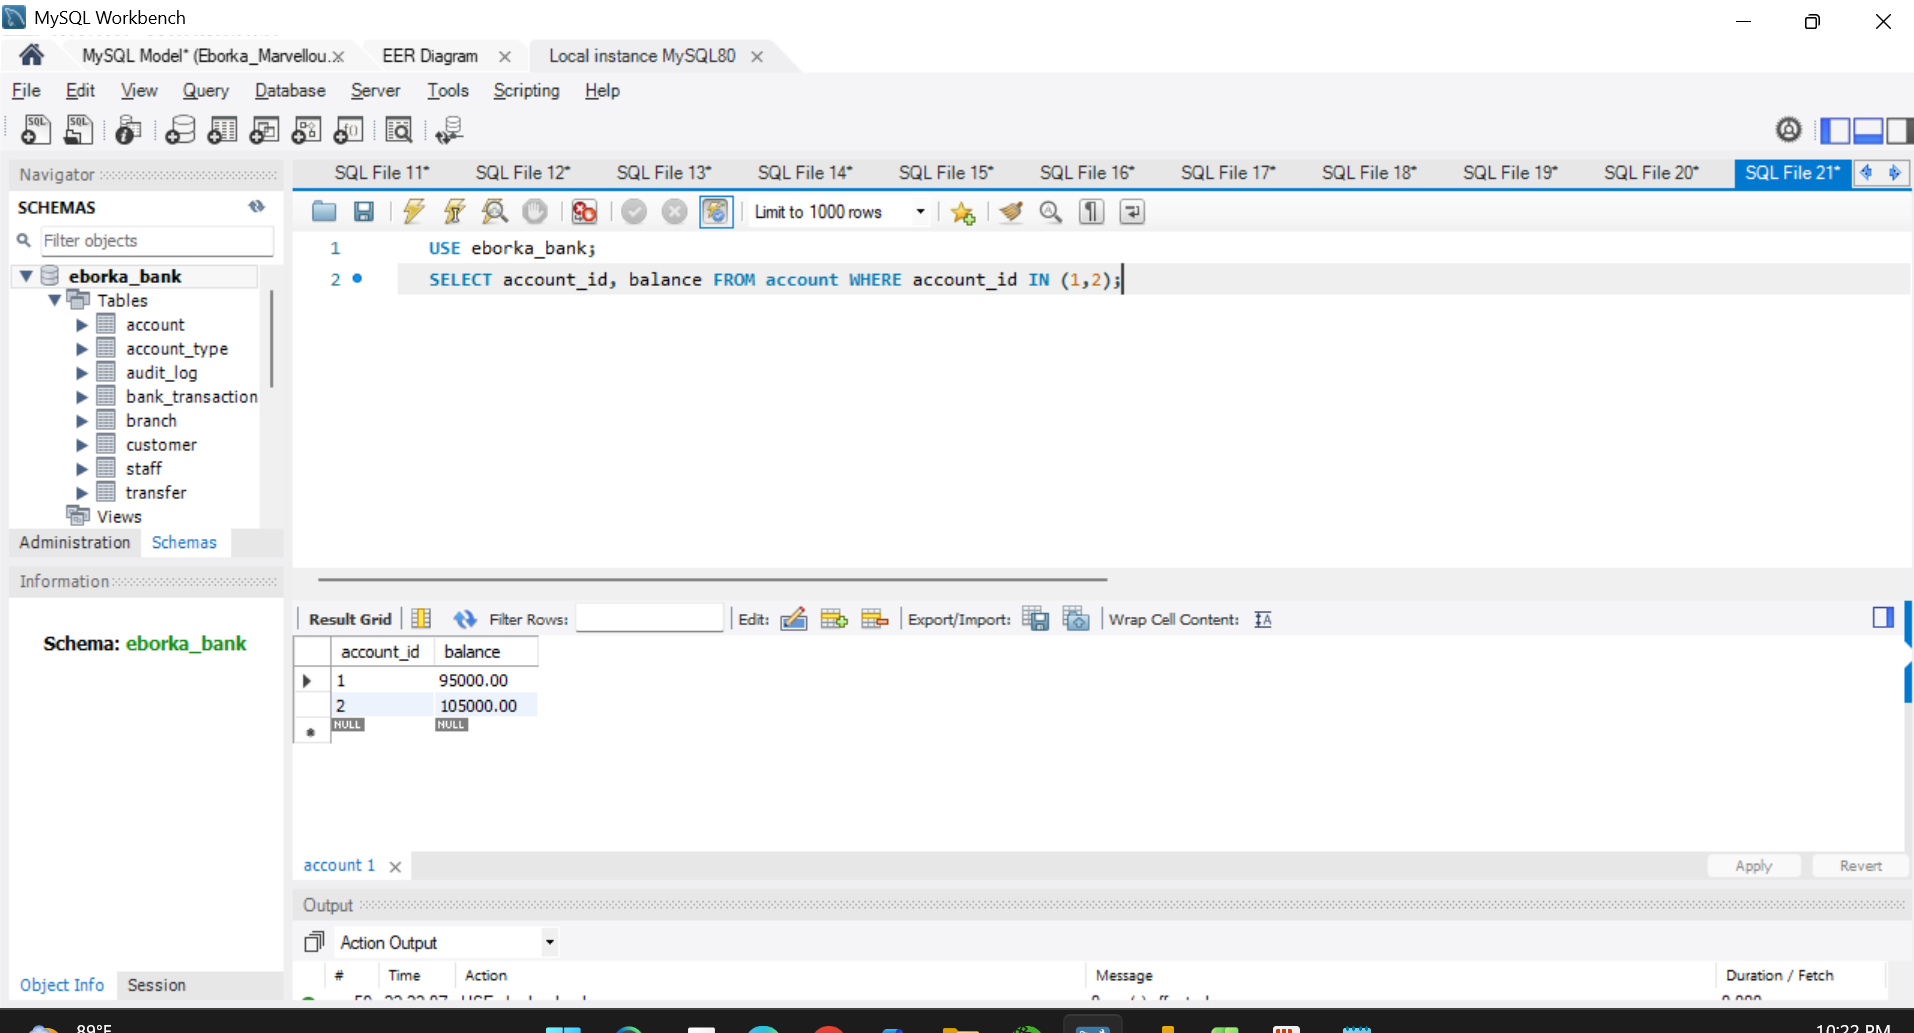 MySQL Workbench
MySQL Model* (Eborka_Marvellou.× EER Diagram × Local instance MySQL80 ×
File Edit View Query Database Server Tools Scripting Help
Navigator
SQL File 11* SQL File 12* SQL File 13* SQL File 14* SQL File 15* SQL File 16* SQL File 17* SQL File 18* SQL File 19* SQL File 20* SQL File 21*
SCHEMAS
Filter objects
Limit to 1000 rows
1 USE eborka_bank;
2 SELECT account_id, balance FROM account WHERE account_id IN (1,2);
eborka_bank
Tables
account
account_type
audit_log
bank_transaction
branch
customer
staff
transfer
Views
Administration Schemas
Information
Schema: eborka_bank
Object Info Session
Result Grid Filter Rows: Edit: Export/Import: Wrap Cell Content:
account_id balance
1 95000.00
2 105000.00
NULL NULL
account 1 ×
Apply Revert
Output
Action Output
# Time Action Message Duration / Fetch
89°F
10:22 PM